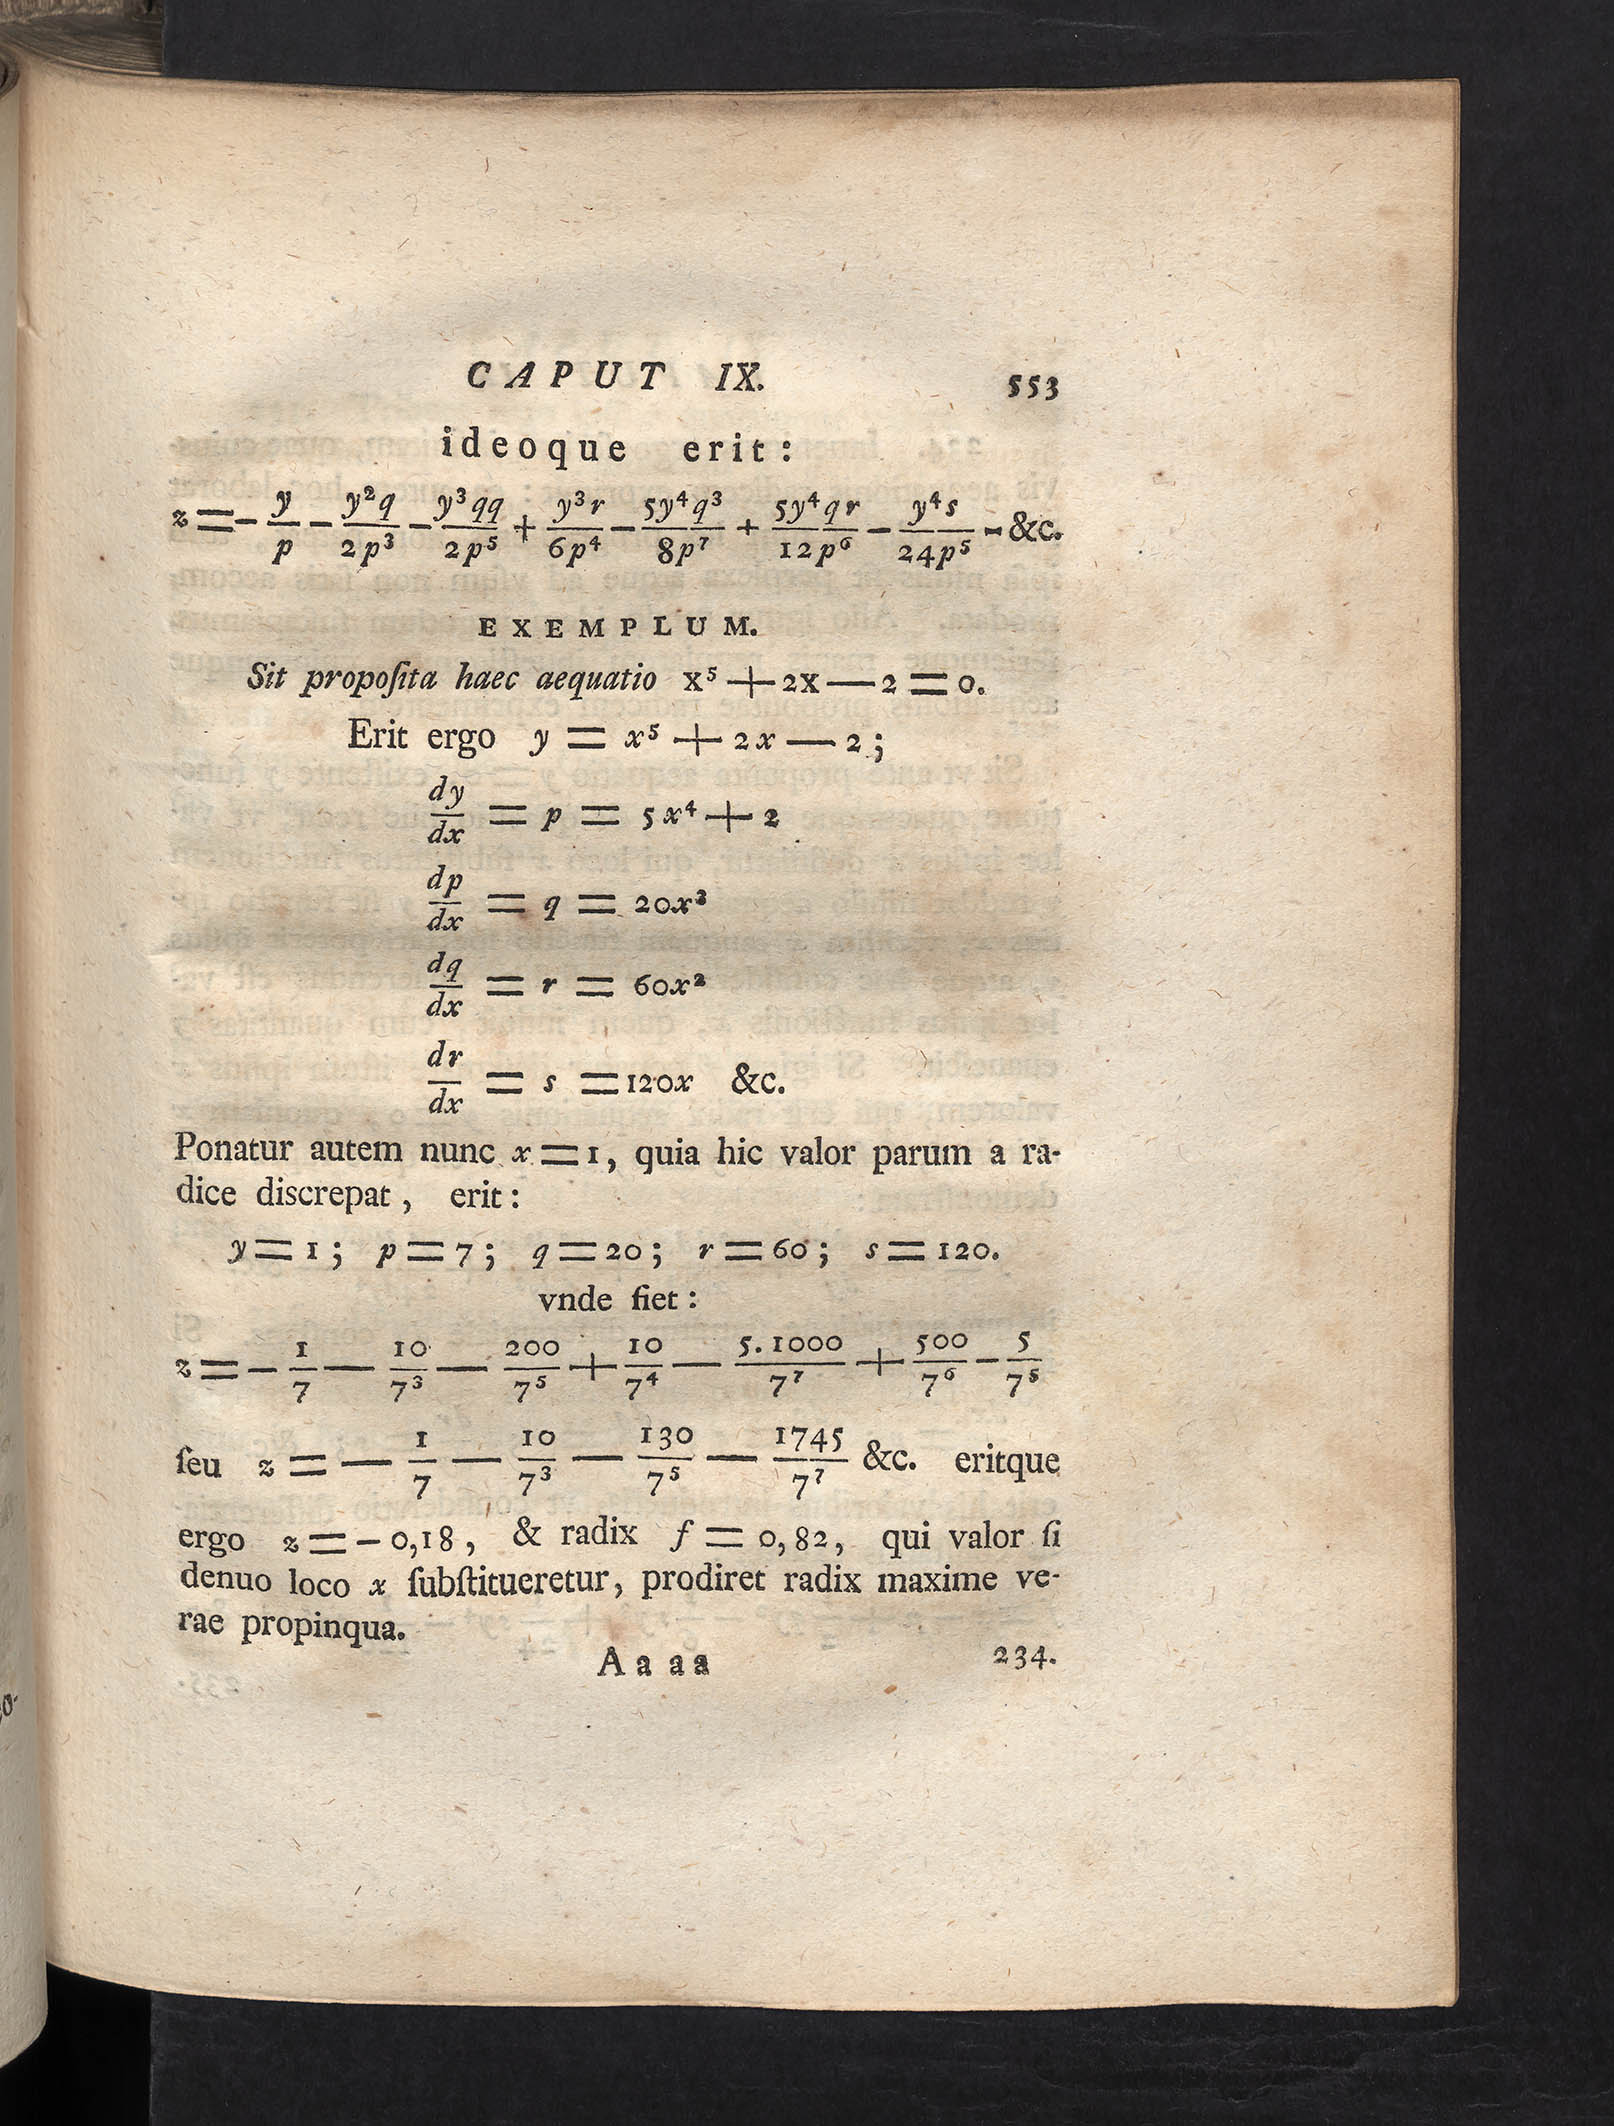 CAPUT IX. 553
ideoque erit:
z = − y/p − y²q/2p³ − y³qq/2p⁵ + y³r/6p⁴ − 5y⁴q³/8p⁷ + 5y⁴qr/12p⁶ − y⁴s/24p⁵ - &c.
EXEMPLUM.
Sit propoſita haec aequatio x⁵ + 2x — 2 = 0.
Erit ergo y = x⁵ + 2x — 2;
dy/dx = p = 5x⁴ + 2
dp/dx = q = 20x³
dq/dx = r = 60x²
dr/dx = s = 120x &c.
Ponatur autem nunc x = 1, quia hic valor parum a ra-
dice discrepat, erit:
y = 1; p = 7; q = 20; r = 60; s = 120.
vnde fiet:
z = − 1/7 — 10/7³ — 200/7⁵ + 10/7⁴ — 5.1000/7⁷ + 500/7⁶ − 5/7⁵
ſeu z = — 1/7 — 10/7³ — 130/7⁵ — 1745/7⁷ &c. eritque
ergo z = − 0,18, & radix f = 0,82, qui valor ſi
denuo loco x ſubſtitueretur, prodiret radix maxime ve-
rae propinqua.
Aaaa 234.